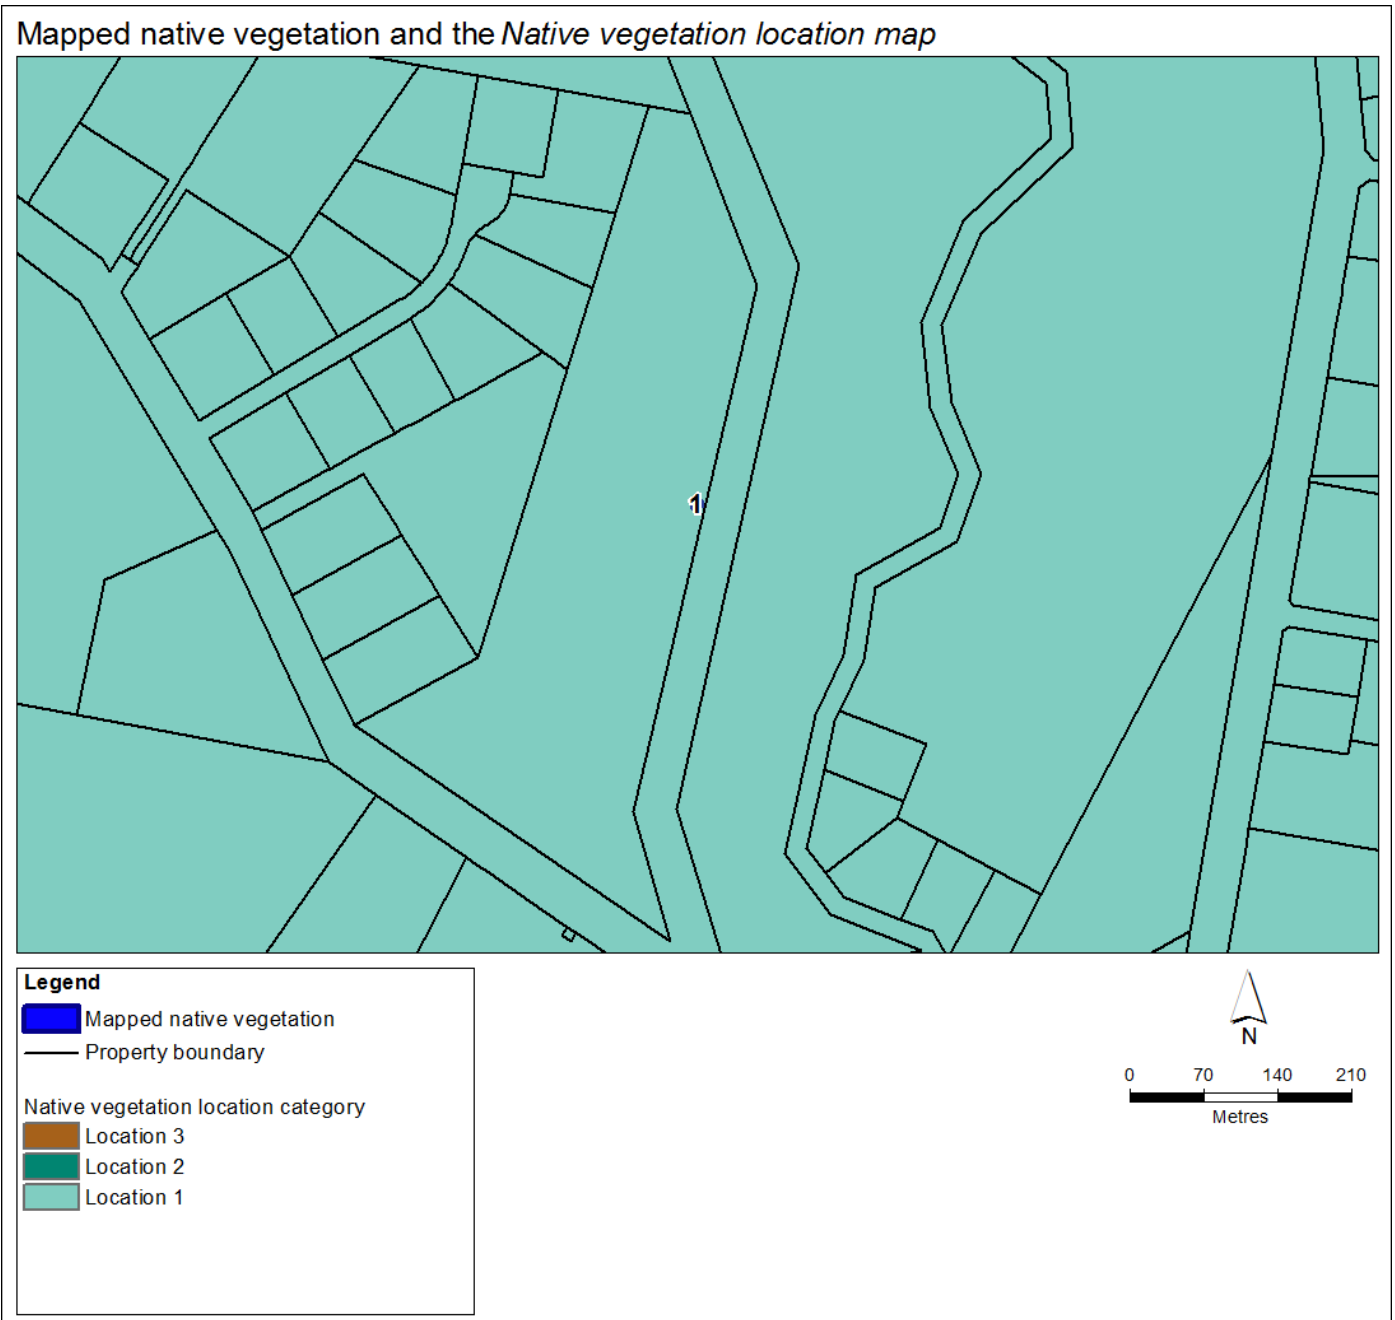 Mapped native vegetation and the Native vegetation location map
1
Legend
Mapped native vegetation
Property boundary
Native vegetation location category
Location 3
Location 2
Location 1
N
0 70 140 210
Metres